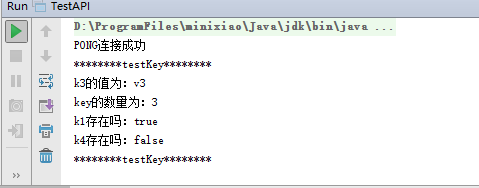 Run TestAPI
D:\ProgramFiles\minixiao\Java\jdk\bin\java ...
PONG连接成功
********testKey********
k3的值为：v3
key的数量为：3
k1存在吗：true
k4存在吗：false
********testKey********